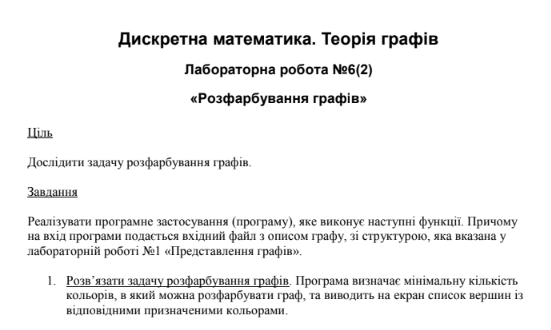 Дискретна математика. Теорія графів
Лабораторна робота №6(2)
«Розфарбування графів»
Ціль
Дослідити задачу розфарбування графів.
Завдання
Реалізувати програмне застосування (програму), яке виконує наступні функції. Причому
на вхід програми подається вхідний файл з описом графу, зі структурою, яка вказана у
лабораторній роботі №1 «Представлення графів».
1. Розв’язати задачу розфарбування графів. Програма визначає мінімальну кількість
кольорів, в який можна розфарбувати граф, та виводить на екран список вершин із
відповідними призначеними кольорами.